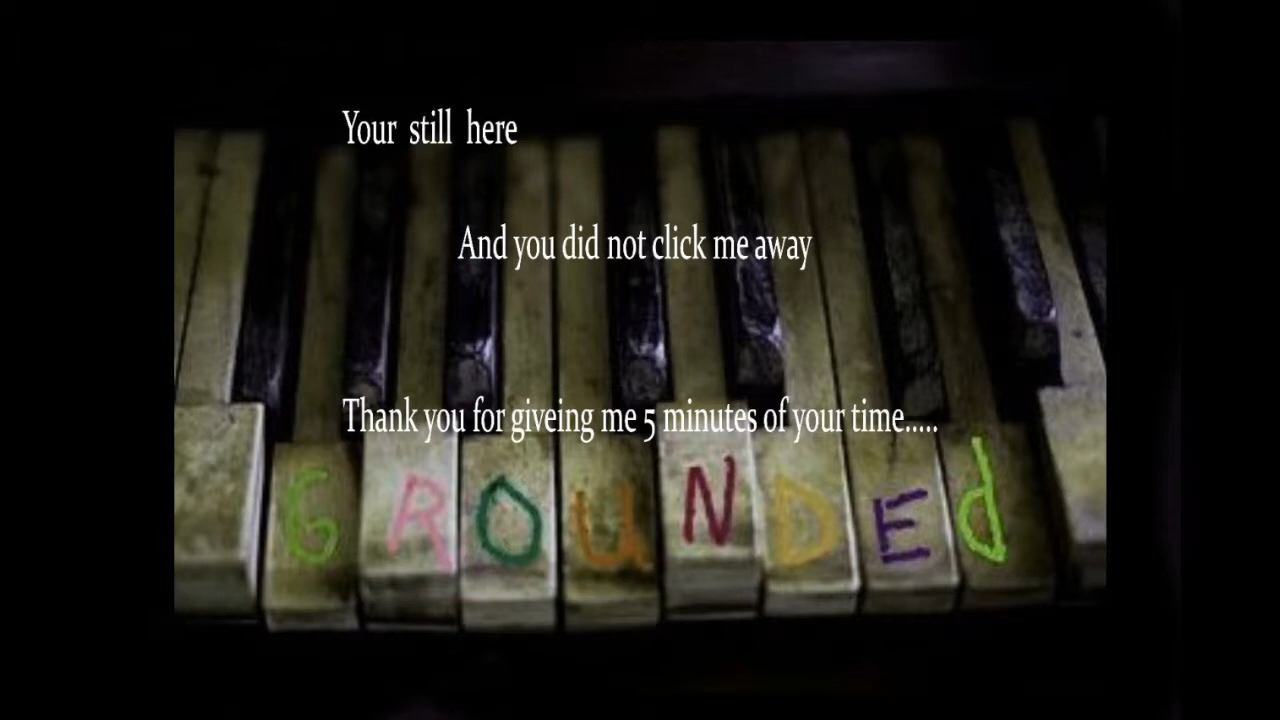 Your still here
And you did not click me away
Thank you for giveing me 5 minutes of your time.....
GROUNDEd